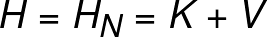 H = H_N = K + V